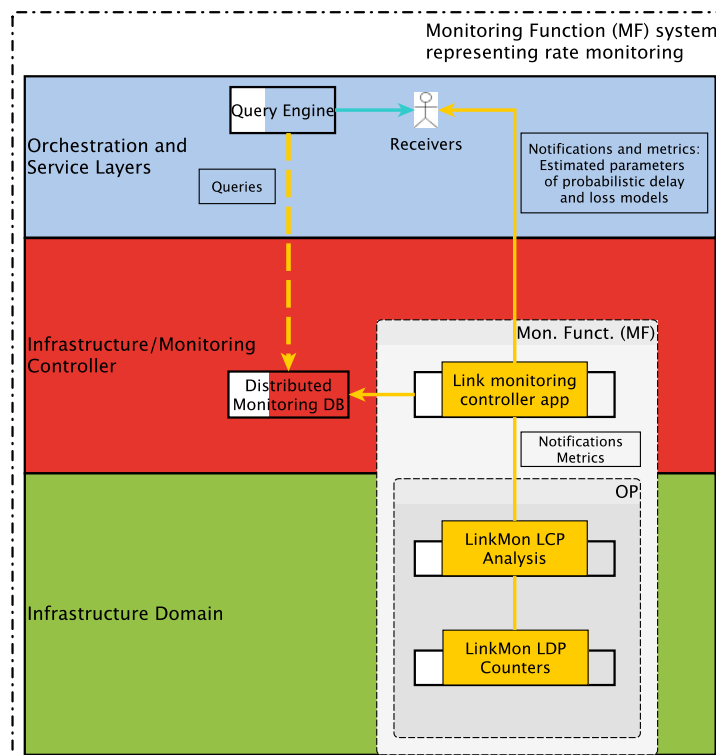 Monitoring Function (MF) system
representing rate monitoring
Query Engine
Receivers
Orchestration and
Service Layers
Queries
Notifications and metrics:
Estimated parameters
of probabilistic delay
and loss models
Infrastructure/Monitoring
Controller
Mon. Funct. (MF)
Distributed
Monitoring DB
Link monitoring
controller app
Notifications
Metrics
OP
LinkMon LCP
Analysis
Infrastructure Domain
LinkMon LDP
Counters